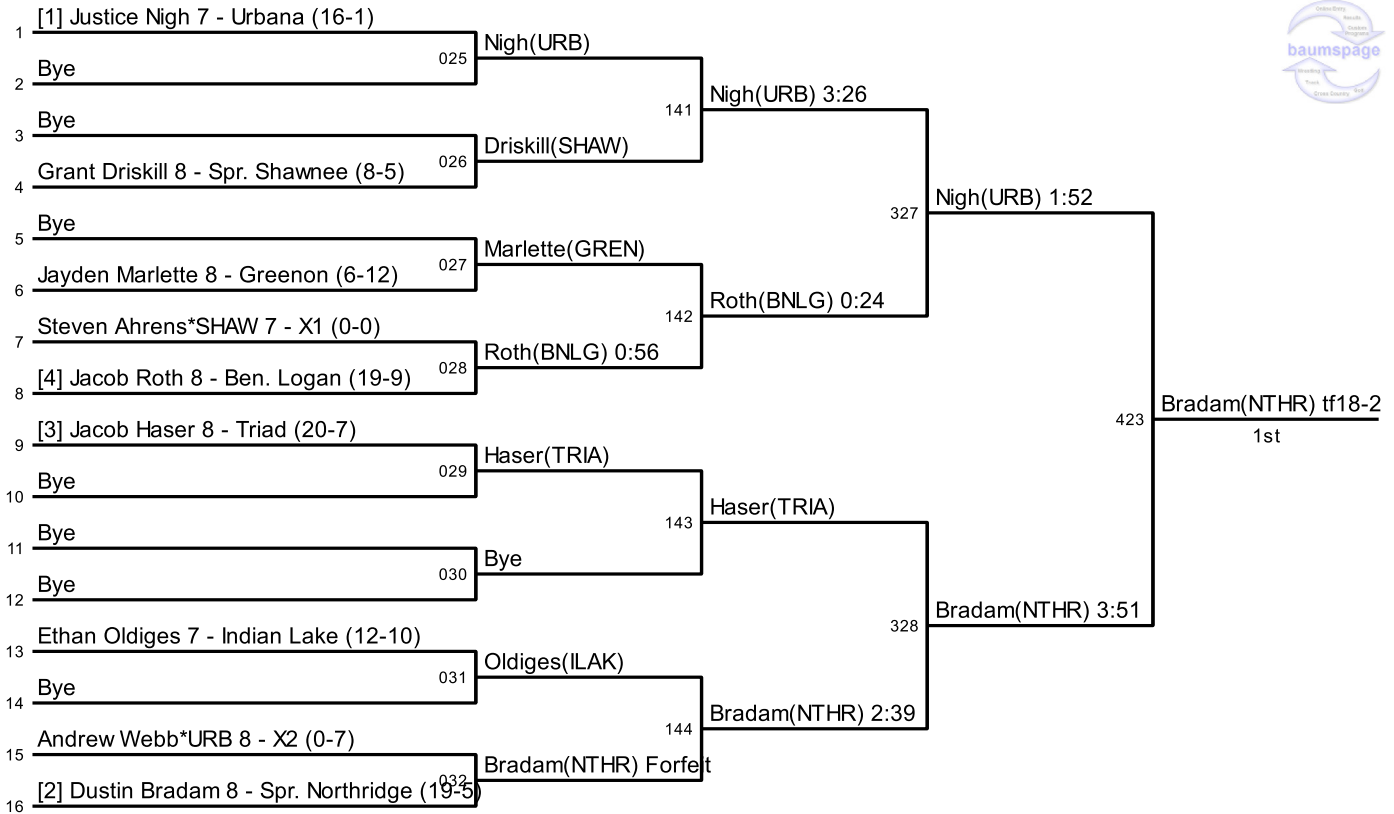 1 [1] Justice Nigh 7 - Urbana (16-1)
025 Nigh(URB)
2 Bye
141 Nigh(URB) 3:26
3 Bye
026 Driskill(SHAW)
4 Grant Driskill 8 - Spr. Shawnee (8-5)
327 Nigh(URB) 1:52
5 Bye
027 Marlette(GREN)
6 Jayden Marlette 8 - Greenon (6-12)
142 Roth(BNLG) 0:24
7 Steven Ahrens*SHAW 7 - X1 (0-0)
028 Roth(BNLG) 0:56
8 [4] Jacob Roth 8 - Ben. Logan (19-9)
423 Bradam(NTHR) tf18-2
1st
9 [3] Jacob Haser 8 - Triad (20-7)
029 Haser(TRIA)
10 Bye
143 Haser(TRIA)
11 Bye
030 Bye
12 Bye
328 Bradam(NTHR) 3:51
13 Ethan Oldiges 7 - Indian Lake (12-10)
031 Oldiges(ILAK)
14 Bye
144 Bradam(NTHR) 2:39
15 Andrew Webb*URB 8 - X2 (0-7)
032 Bradam(NTHR) Forfeit
16 [2] Dustin Bradam 8 - Spr. Northridge (19-5)
baumspage